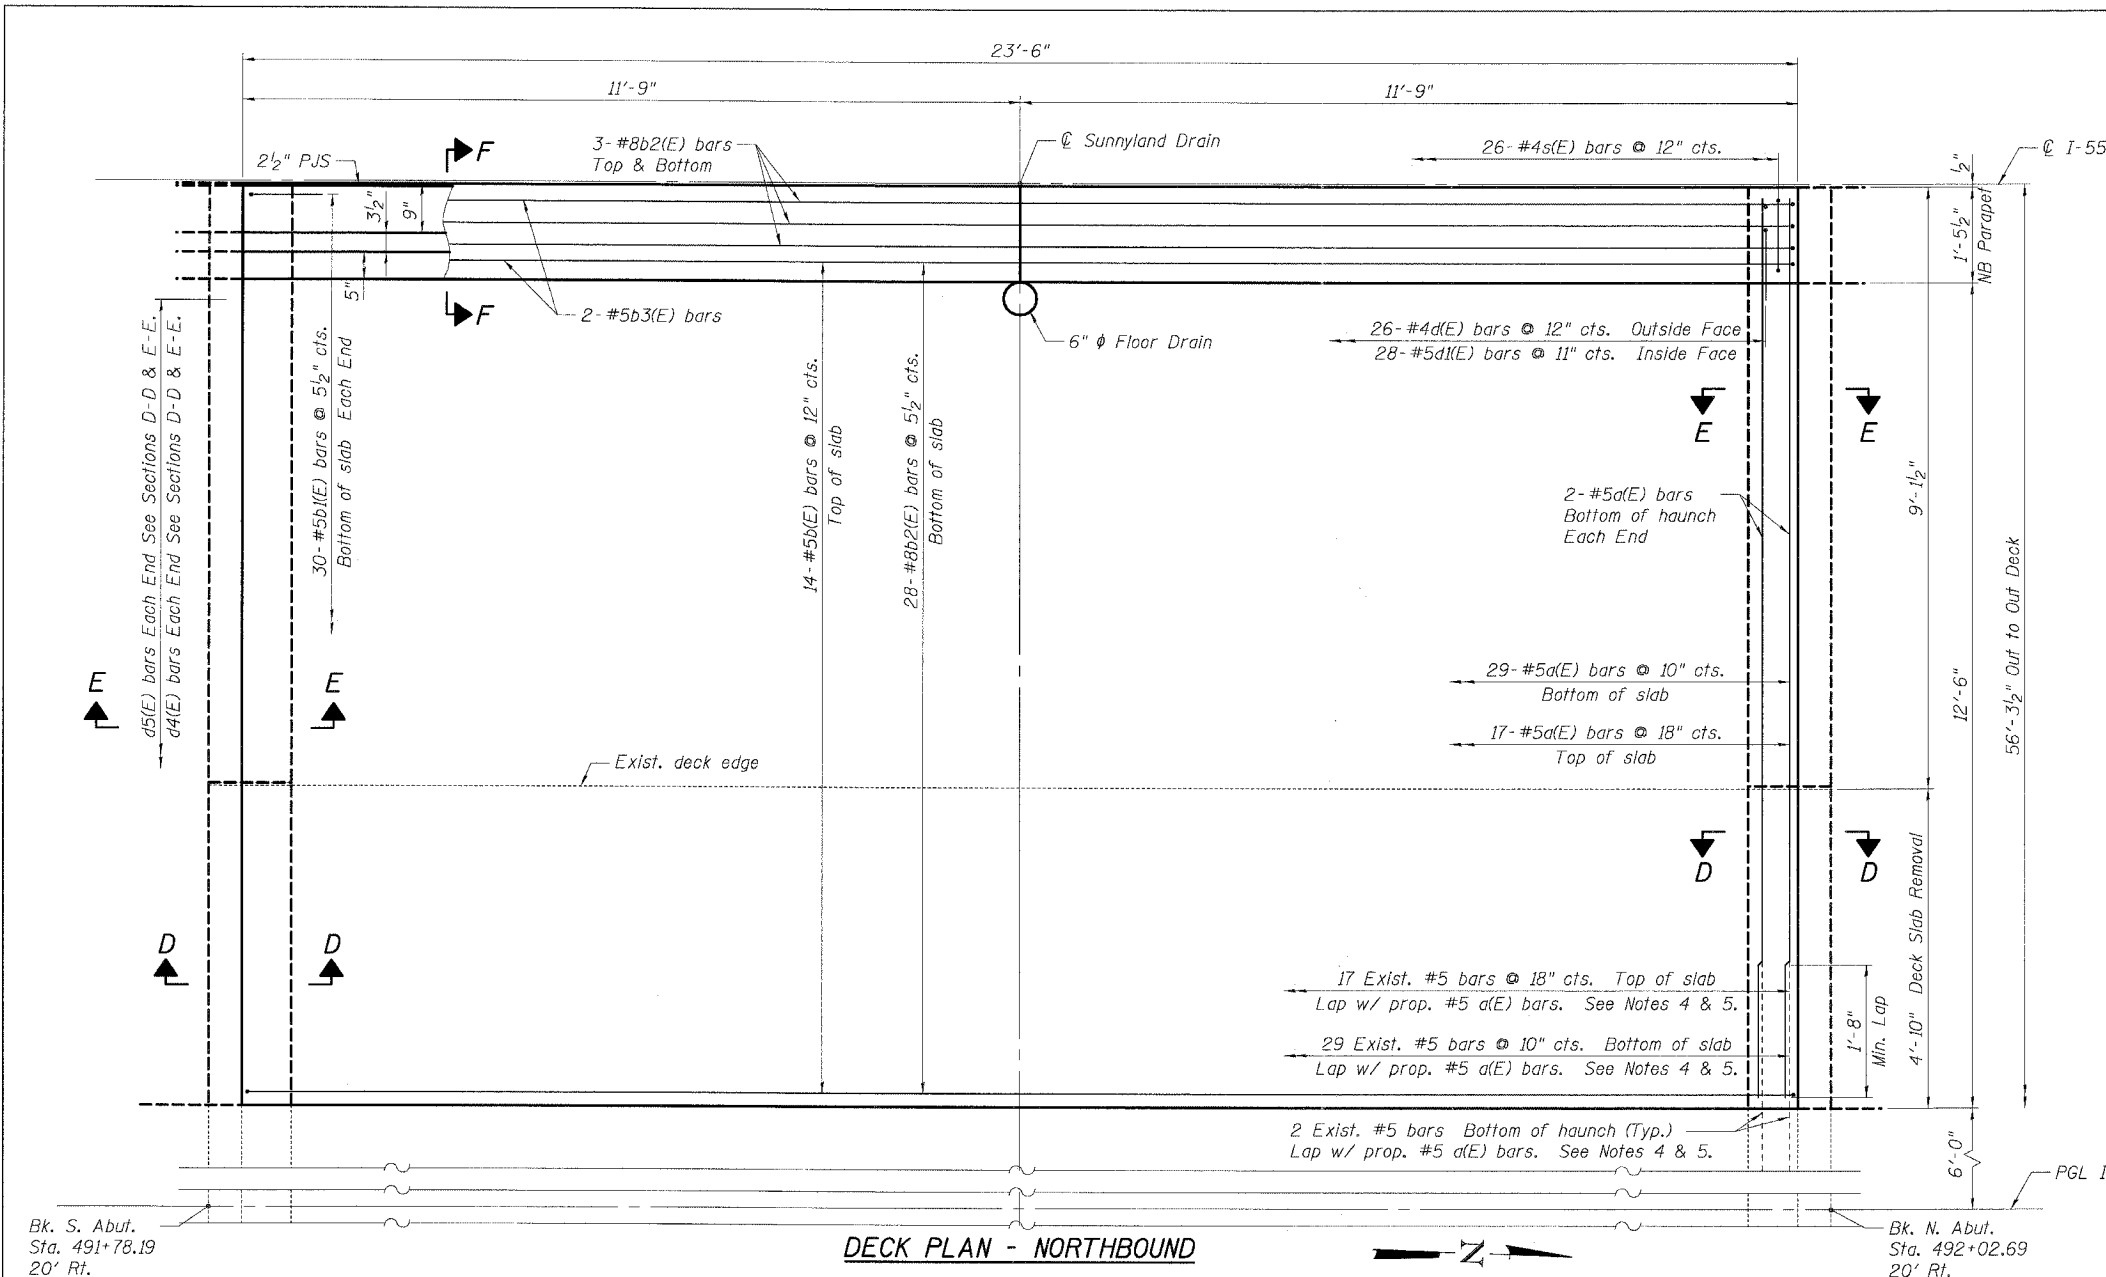 23'-6"
11'-9"
11'-9"
2½" PJS
F
3- #8b2(E) bars
Top & Bottom
℄ Sunnyland Drain
26- #4s(E) bars @ 12" cts.
℄ I-55
½"
3½"
9"
1'-5½"
NB Parapet
5"
F
2- #5b3(E) bars
6" ϕ Floor Drain
26- #4d(E) bars @ 12" cts. Outside Face
28- #5d1(E) bars @ 11" cts. Inside Face
d5(E) bars Each End See Sections D-D & E-E.
d4(E) bars Each End See Sections D-D & E-E.
30- #5b1(E) bars @ 5½" cts.
Bottom of slab Each End
14- #5b(E) bars @ 12" cts.
Top of slab
28- #8b2(E) bars @ 5½" cts.
Bottom of slab
E
E
2- #5a(E) bars
Bottom of haunch
Each End
9'-1½"
12'-6"
56'-3½" Out to Out Deck
E
E
29- #5a(E) bars @ 10" cts.
Bottom of slab
17- #5a(E) bars @ 18" cts.
Top of slab
Exist. deck edge
D
D
4'-10" Deck Slab Removal
D
D
17 Exist. #5 bars @ 18" cts. Top of slab
Lap w/ prop. #5 a(E) bars. See Notes 4 & 5.
29 Exist. #5 bars @ 10" cts. Bottom of slab
Lap w/ prop. #5 a(E) bars. See Notes 4 & 5.
1'-8"
Min. Lap
2 Exist. #5 bars Bottom of haunch (Typ.)
Lap w/ prop. #5 a(E) bars. See Notes 4 & 5.
6'-0"
PGL I
Bk. S. Abut.
Sta. 491+78.19
20' Rt.
DECK PLAN - NORTHBOUND
Z
Bk. N. Abut.
Sta. 492+02.69
20' Rt.